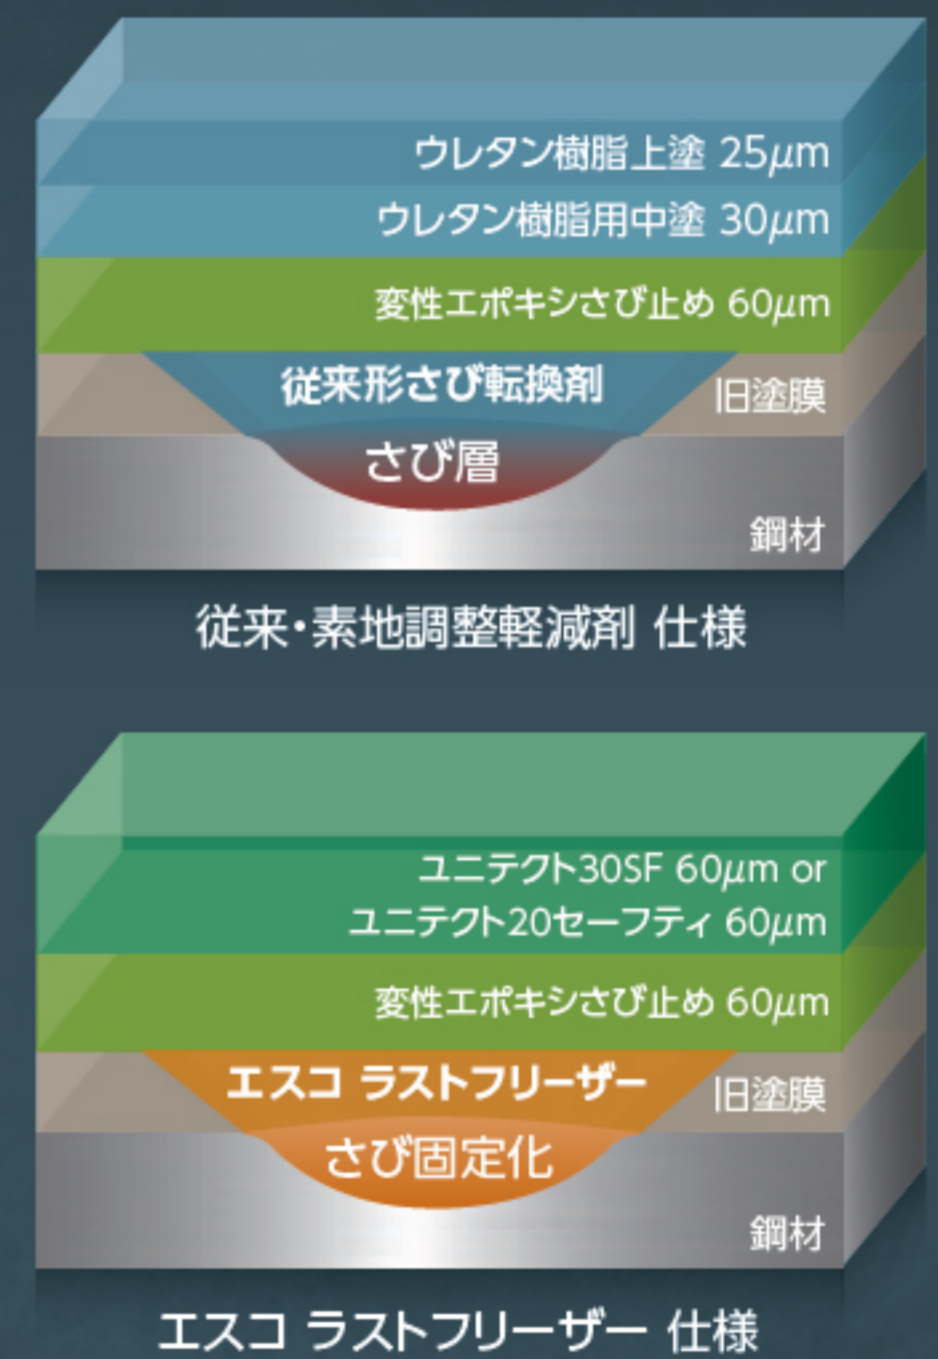 ウレタン樹脂上塗 25μm
ウレタン樹脂用中塗 30μm
変性エポキシさび止め 60μm
従来形さび転換剤
旧塗膜
さび層
鋼材
従来・素地調整軽減剤 仕様
ユニテクト30SF 60μm or
ユニテクト20セーフティ 60μm
変性エポキシさび止め 60μm
エスコ ラストフリーザー
旧塗膜
さび固定化
鋼材
エスコ ラストフリーザー 仕様